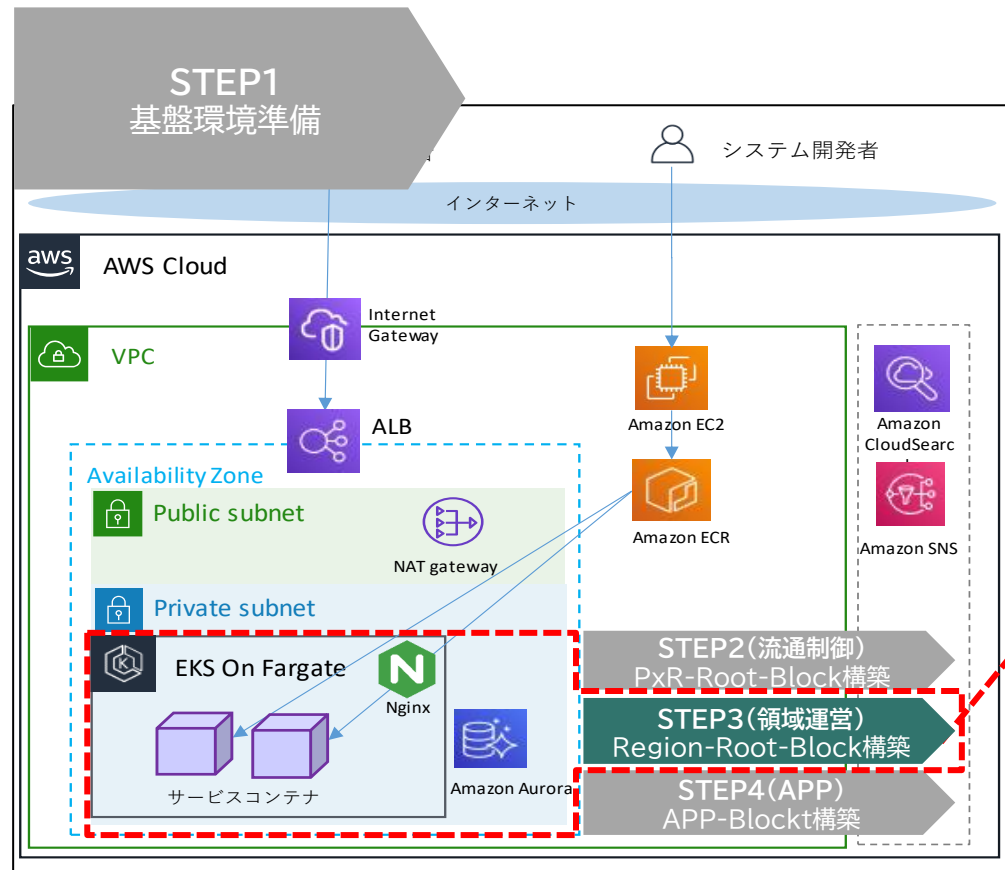 STEP1
基盤環境準備
システム開発者
インターネット
aws
AWS Cloud
Internet
Gateway
VPC
ALB
Amazon EC2
Amazon
CloudSearc
Availability Zone
Public subnet
NAT gateway
Amazon ECR
Amazon SNS
Private subnet
EKS On Fargate
Nginx
サービスコンテナ
Amazon Aurora
STEP2(流通制御)
PxR-Root-Block構築
STEP3(領域運営)
Region-Root-Block構築
STEP4(APP)
APP-Blockt構築